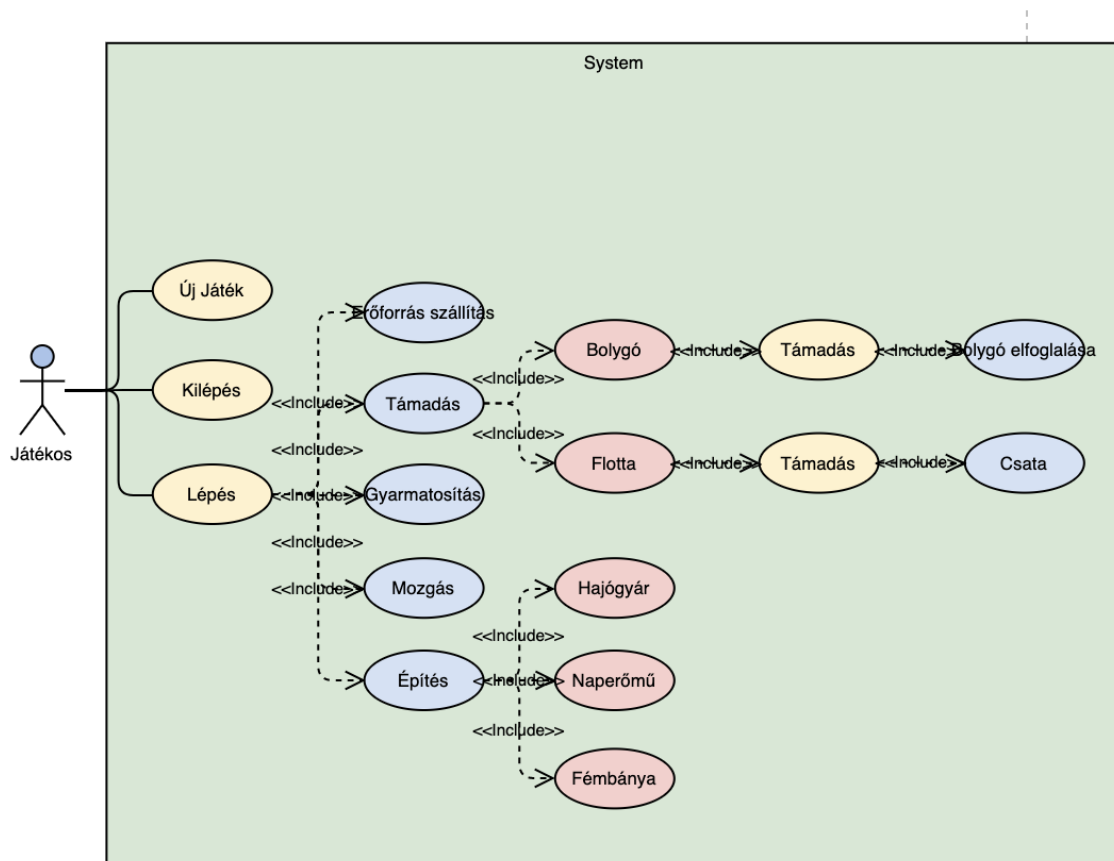 System
Új Játék
Erőforrás szállítás
Bolygó
<<Include>>
Támadás
<<Include>>
Bolygó elfoglalása
<<Include>>
Kilépés
<<Include>>
Támadás
<<Include>>
Játékos
<<Include>>
Flotta
<<Include>>
Támadás
<<Include>>
Csata
Lépés
<<Include>>
Gyarmatosítás
<<Include>>
<<Include>>
Mozgás
Hajógyár
<<Include>>
Építés
<<Include>>
Naperőmű
<<Include>>
Fémbánya